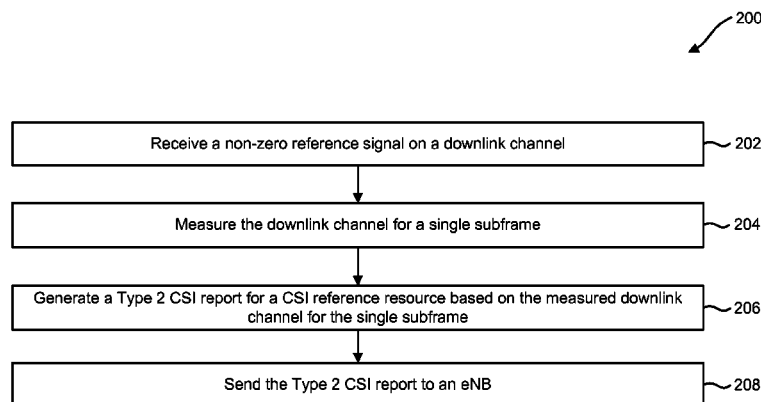 200
Receive a non-zero reference signal on a downlink channel
202
Measure the downlink channel for a single subframe
204
Generate a Type 2 CSI report for a CSI reference resource based on the measured downlink
channel for the single subframe
206
Send the Type 2 CSI report to an eNB
208